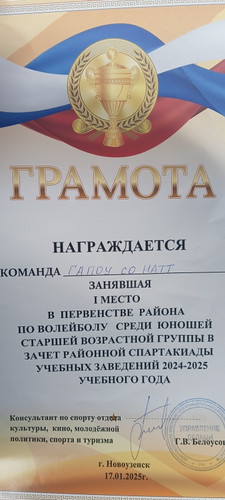 ГРАМОТА
НАГРАЖДАЕТСЯ
КОМАНДА ГАПОУ СО НАТТ
ЗАНЯВШАЯ
I МЕСТО
В ПЕРВЕНСТВЕ РАЙОНА
ПО ВОЛЕЙБОЛУ СРЕДИ ЮНОШЕЙ
СТАРШЕЙ ВОЗРАСТНОЙ ГРУППЫ В
ЗАЧЕТ РАЙОННОЙ СПАРТАКИАДЫ
УЧЕБНЫХ ЗАВЕДЕНИЙ 2024-2025
УЧЕБНОГО ГОДА
Консультант по спорту отдела
культуры, кино, молодёжной
политики, спорта и туризма
Г.В. Белоусов
УПРАВЛЕНИЕ
г. Новоузенск
17.01.2025г.